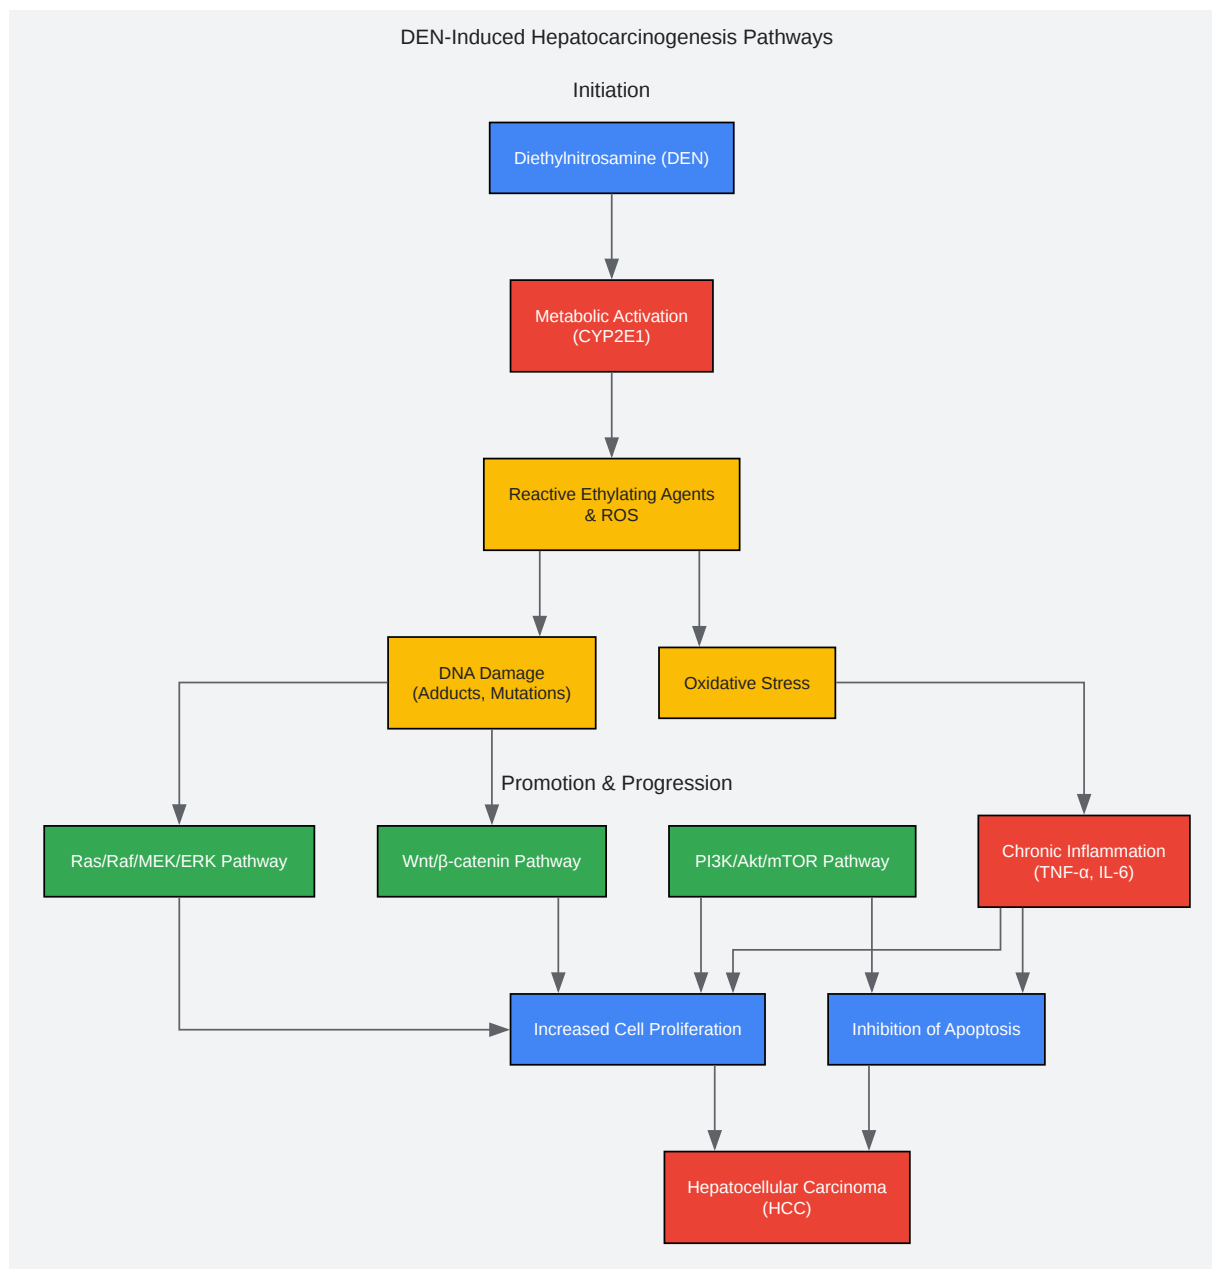 DEN-Induced Hepatocarcinogenesis Pathways
Initiation
Diethylnitrosamine (DEN)
Metabolic Activation
(CYP2E1)
Reactive Ethylating Agents
& ROS
DNA Damage
(Adducts, Mutations)
Oxidative Stress
Promotion & Progression
Ras/Raf/MEK/ERK Pathway
Wnt/β-catenin Pathway
PI3K/Akt/mTOR Pathway
Chronic Inflammation
(TNF-α, IL-6)
Increased Cell Proliferation
Inhibition of Apoptosis
Hepatocellular Carcinoma
(HCC)